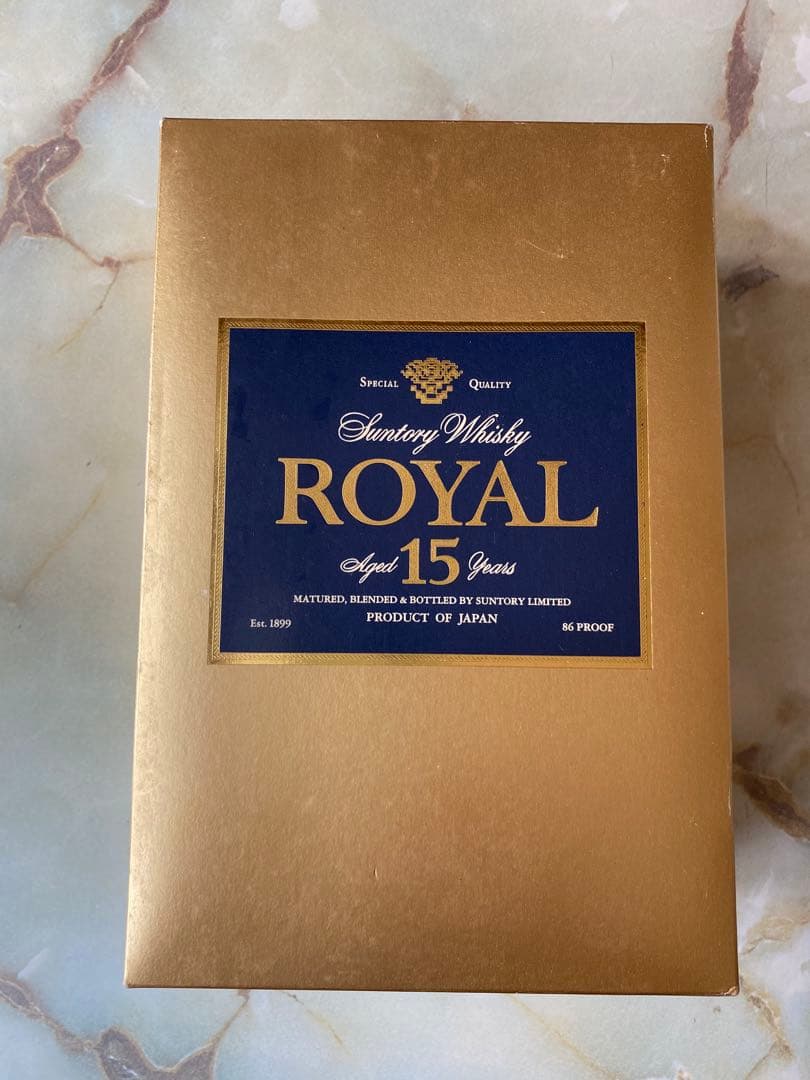 SPECIAL QUALITY
Suntory Whisky
ROYAL
Aged 15 Years
MATURED, BLENDED & BOTTLED BY SUNTORY LIMITED
Est. 1899 PRODUCT OF JAPAN 86 PROOF